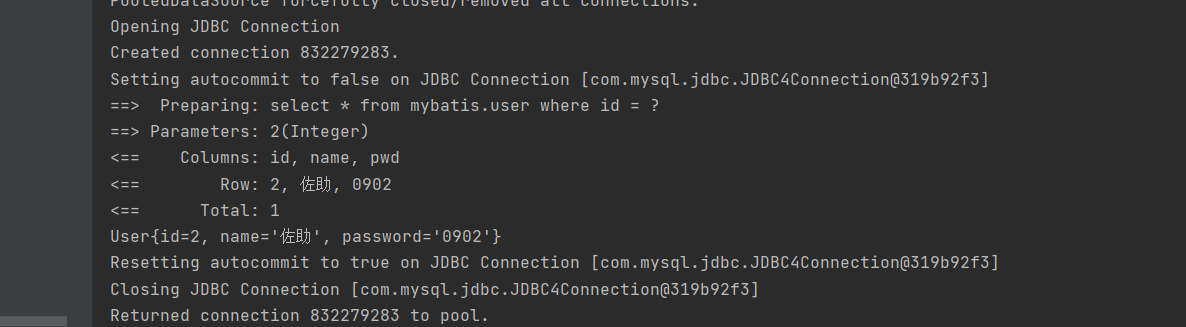 PooledDataSource forcefully closed/removed all connections.
Opening JDBC Connection
Created connection 832279283.
Setting autocommit to false on JDBC Connection [com.mysql.jdbc.JDBC4Connection@319b92f3]
==>  Preparing: select * from mybatis.user where id = ?
==> Parameters: 2(Integer)
<==    Columns: id, name, pwd
<==        Row: 2, 佐助, 0902
<==      Total: 1
User{id=2, name='佐助', password='0902'}
Resetting autocommit to true on JDBC Connection [com.mysql.jdbc.JDBC4Connection@319b92f3]
Closing JDBC Connection [com.mysql.jdbc.JDBC4Connection@319b92f3]
Returned connection 832279283 to pool.